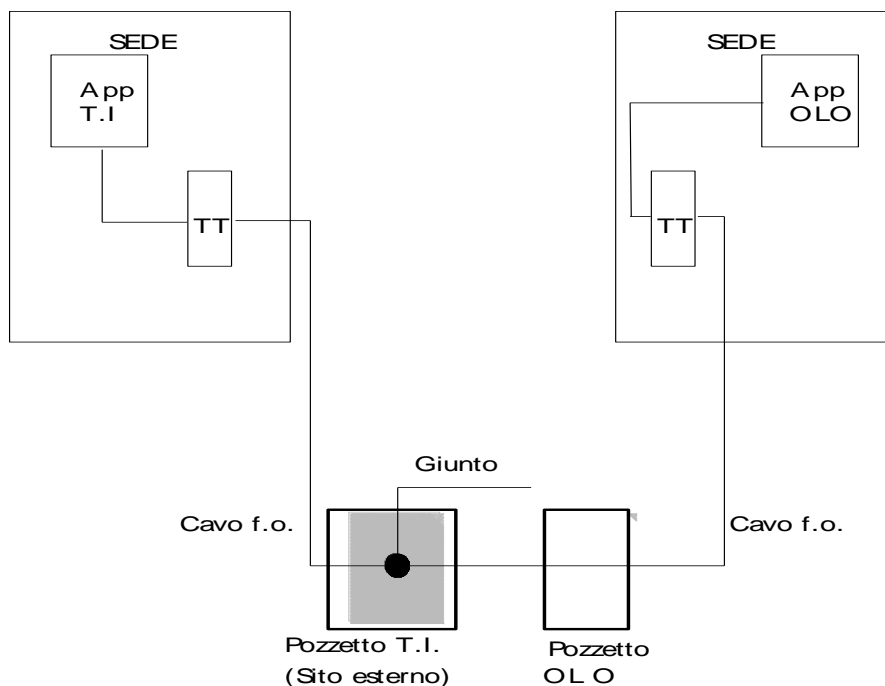 SEDE
App
T.I
TT
SEDE
App
OLO
TT
Giunto
Cavo f.o.
Cavo f.o.
Pozzetto T.I.
(Sito esterno)
Pozzetto
OLO